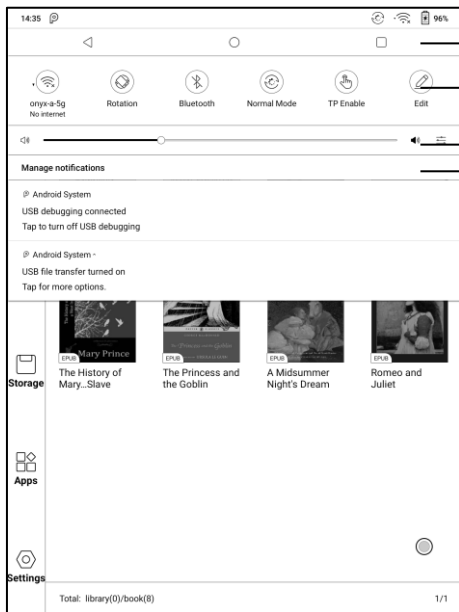 14:35 96%
onyx-a-5g Rotation Bluetooth Normal Mode TP Enable Edit
No internet
Manage notifications
Android System
USB debugging connected
Tap to turn off USB debugging
Android System -
USB file transfer turned on
Tap for more options.
Mary Prince
EPUB EPUB EPUB EPUB
The History of The Princess and A Midsummer Romeo and
Mary...Slave the Goblin Night's Dream Juliet
Storage
Apps
Settings
Total: library(0)/book(8) 1/1